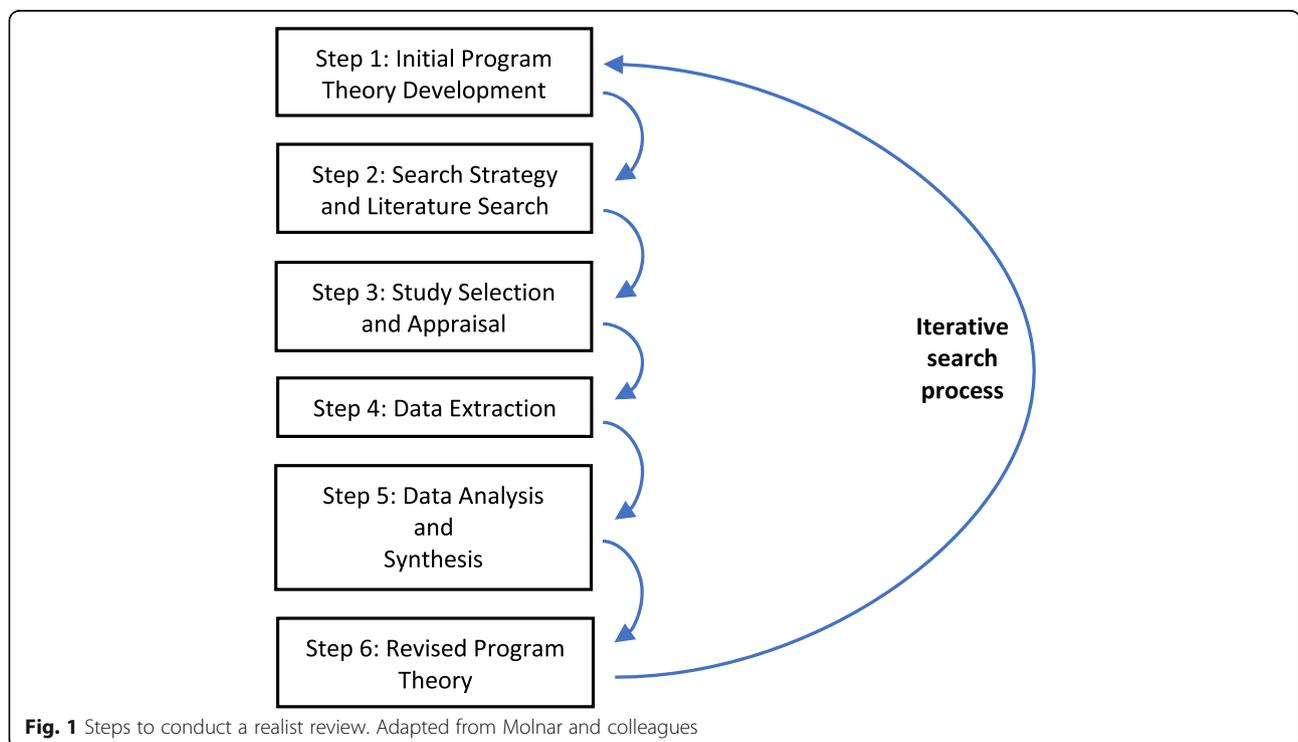 Step 1: Initial Program
Theory Development
Step 2: Search Strategy
and Literature Search
Step 3: Study Selection
and Appraisal
Iterative
search
process
Step 4: Data Extraction
Step 5: Data Analysis
and
Synthesis
Step 6: Revised Program
Theory
Fig. 1 Steps to conduct a realist review. Adapted from Molnar and colleagues